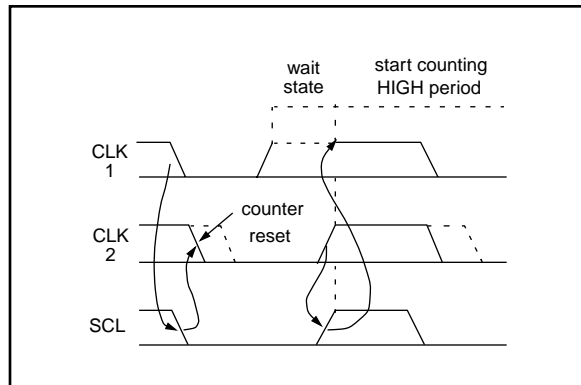 wait
state
start counting
HIGH period
CLK
1
counter
reset
CLK
2
SCL